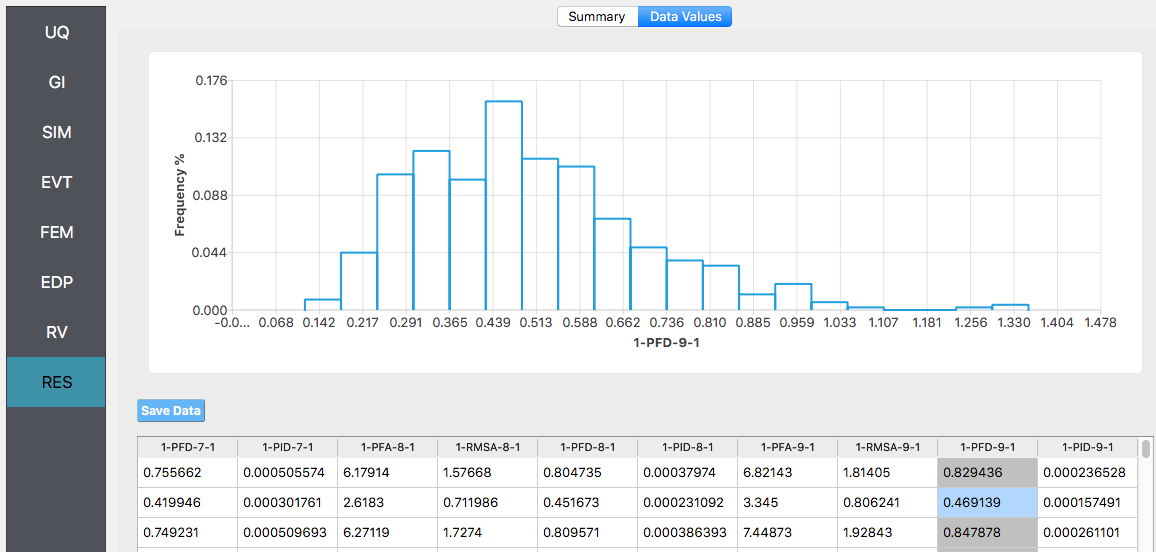 Summary Data Values
UQ
GI
SIM
EVT
FEM
EDP
RV
RES
0.176
0.132
0.088
0.044
0.000
Frequency %
-0.0... 0.068 0.142 0.217 0.291 0.365 0.439 0.513 0.588 0.662 0.736 0.810 0.885 0.959 1.033 1.107 1.181 1.256 1.330 1.404 1.478
1-PFD-9-1
Save Data
1-PFD-7-1 1-PID-7-1 1-PFA-8-1 1-RMSA-8-1 1-PFD-8-1 1-PID-8-1 1-PFA-9-1 1-RMSA-9-1 1-PFD-9-1 1-PID-9-1
0.755662 0.000505574 6.17914 1.57668 0.804735 0.00037974 6.82143 1.81405 0.829436 0.000236528
0.419946 0.000301761 2.6183 0.711986 0.451673 0.000231092 3.345 0.806241 0.469139 0.000157491
0.749231 0.000509693 6.27119 1.7274 0.809571 0.000386393 7.44873 1.92843 0.847878 0.000261101